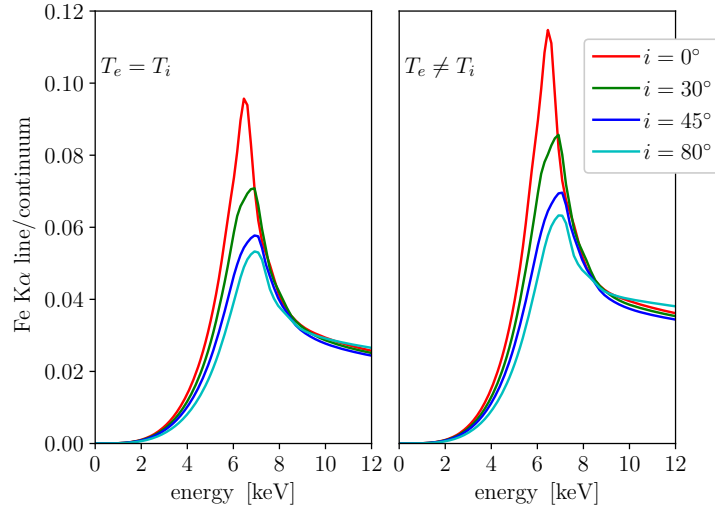 Fe Kα line/continuum
0.12
0.10
0.08
0.06
0.04
0.02
0.00
T_e = T_i
0 2 4 6 8 10 12
energy [keV]
T_e ≠ T_i
i = 0°
i = 30°
i = 45°
i = 80°
0 2 4 6 8 10 12
energy [keV]